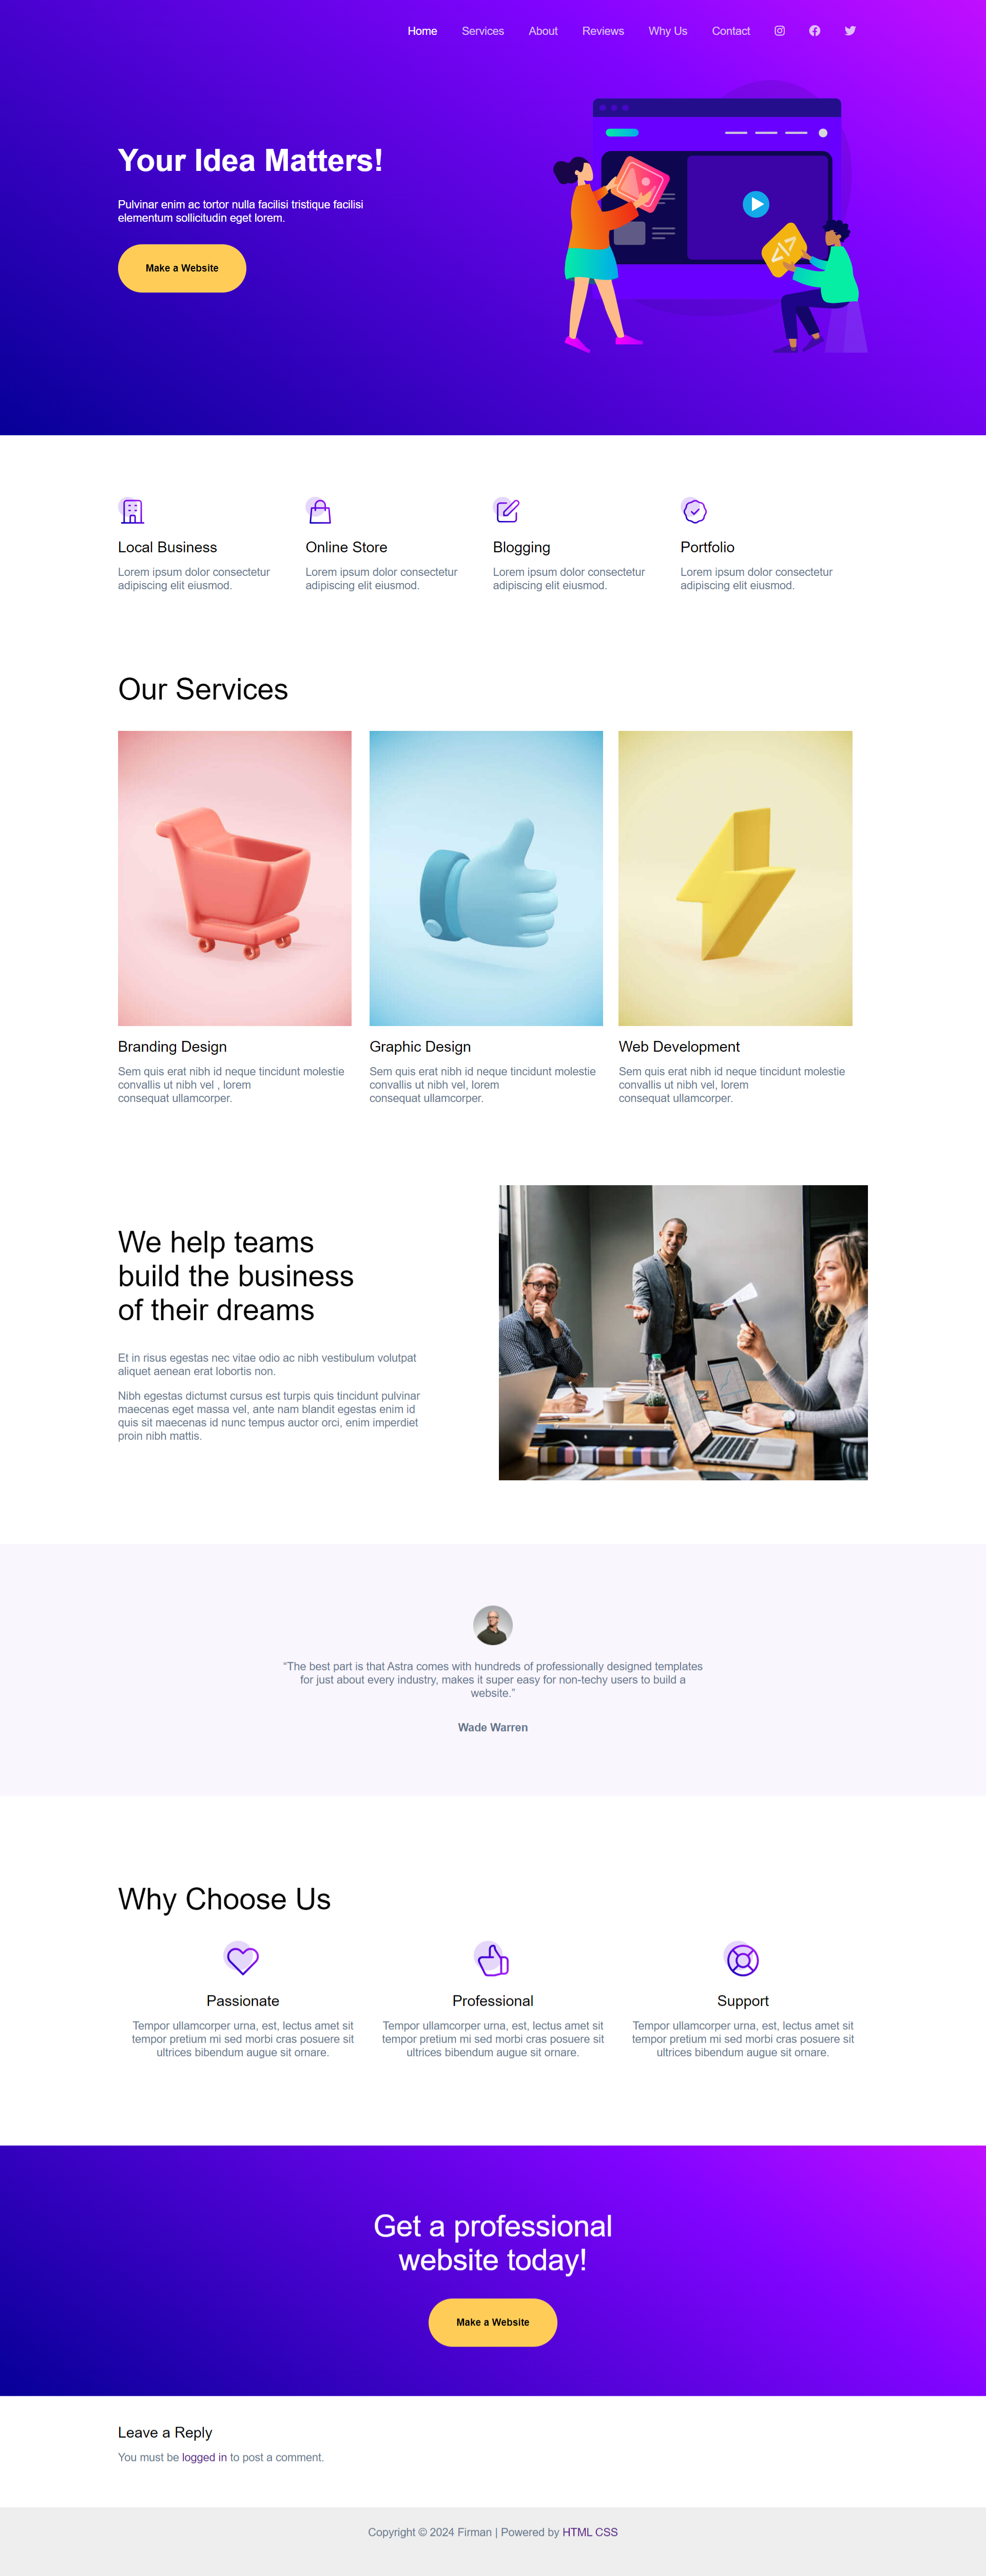 Home Services About Reviews Why Us Contact
Your Idea Matters!
Pulvinar enim ac tortor nulla facilisi tristique facilisi
elementum sollicitudin eget lorem.
Make a Website
Local Business
Lorem ipsum dolor consectetur
adipiscing elit eiusmod.
Online Store
Lorem ipsum dolor consectetur
adipiscing elit eiusmod.
Blogging
Lorem ipsum dolor consectetur
adipiscing elit eiusmod.
Portfolio
Lorem ipsum dolor consectetur
adipiscing elit eiusmod.
Our Services
Branding Design
Sem quis erat nibh id neque tincidunt molestie
convallis ut nibh vel , lorem
consequat ullamcorper.
Graphic Design
Sem quis erat nibh id neque tincidunt molestie
convallis ut nibh vel, lorem
consequat ullamcorper.
Web Development
Sem quis erat nibh id neque tincidunt molestie
convallis ut nibh vel, lorem
consequat ullamcorper.
We help teams
build the business
of their dreams
Et in risus egestas nec vitae odio ac nibh vestibulum volutpat
aliquet aenean erat lobortis non.
Nibh egestas dictumst cursus est turpis quis tincidunt pulvinar
maecenas eget massa vel, ante nam blandit egestas enim id
quis sit maecenas id nunc tempus auctor orci, enim imperdiet
proin nibh mattis.
“The best part is that Astra comes with hundreds of professionally designed templates
for just about every industry, makes it super easy for non-techy users to build a
website.”
Wade Warren
Why Choose Us
Passionate
Tempor ullamcorper urna, est, lectus amet sit
tempor pretium mi sed morbi cras posuere sit
ultrices bibendum augue sit ornare.
Professional
Tempor ullamcorper urna, est, lectus amet sit
tempor pretium mi sed morbi cras posuere sit
ultrices bibendum augue sit ornare.
Support
Tempor ullamcorper urna, est, lectus amet sit
tempor pretium mi sed morbi cras posuere sit
ultrices bibendum augue sit ornare.
Get a professional
website today!
Make a Website
Leave a Reply
You must be logged in to post a comment.
Copyright © 2024 Firman | Powered by HTML CSS